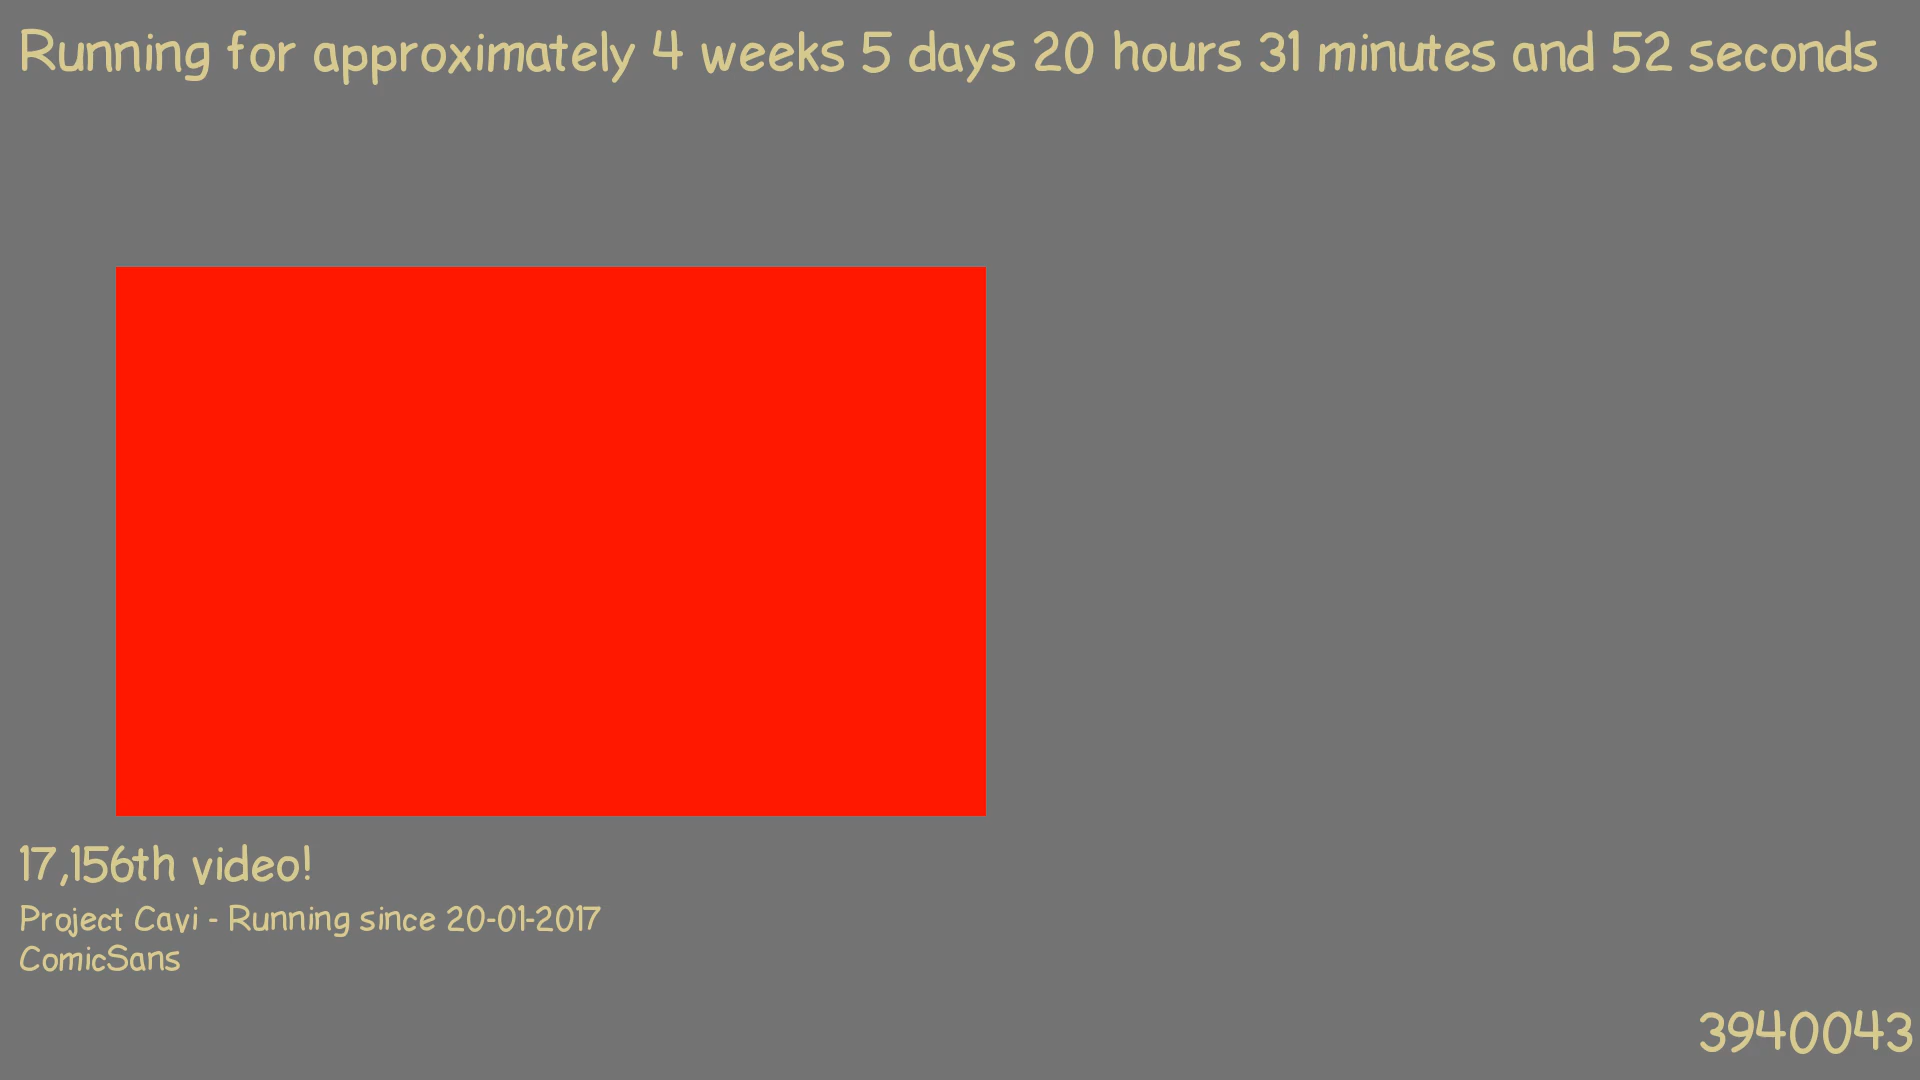 Running for approximately 4 weeks 5 days 20 hours 31 minutes and 52 seconds
17,156th video!
Project Cavi - Running since 20-01-2017
ComicSans
3940043